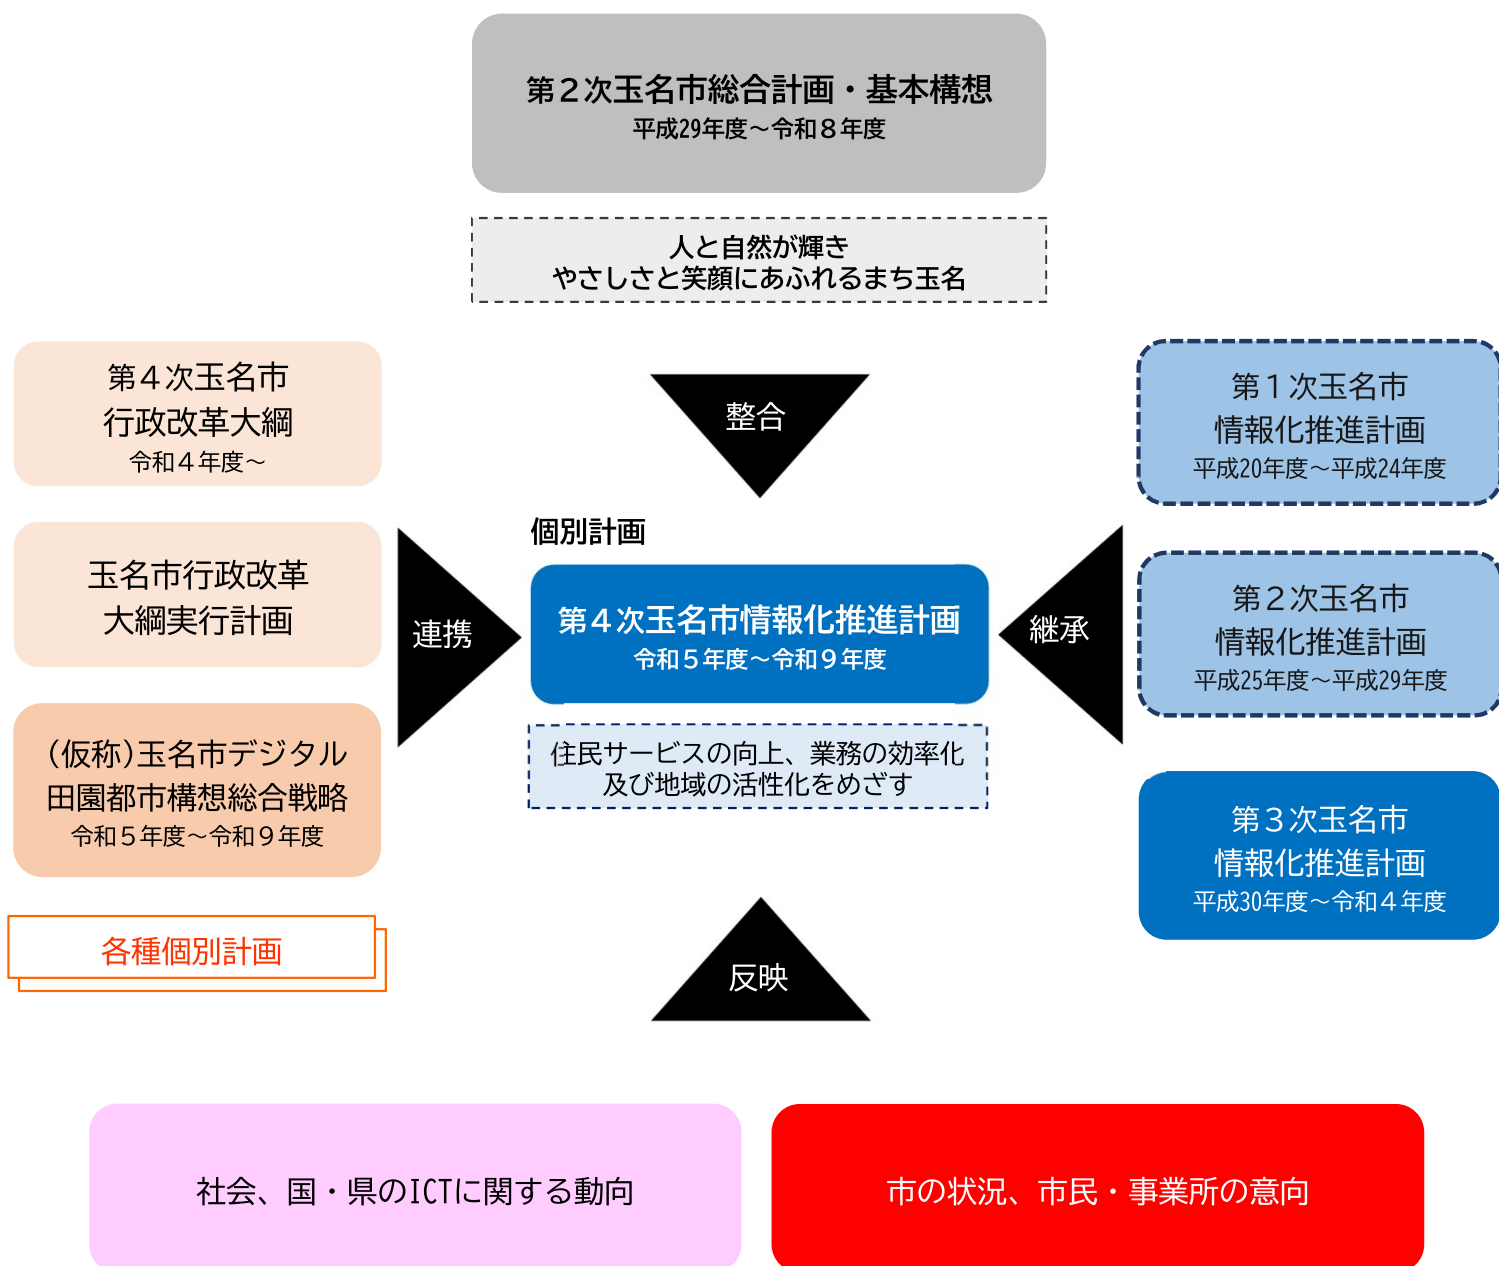 第２次玉名市総合計画・基本構想
平成29年度～令和８年度
人と自然が輝き
やさしさと笑顔にあふれるまち玉名
第４次玉名市
行政改革大綱
令和４年度～
玉名市行政改革
大綱実行計画
(仮称)玉名市デジタル
田園都市構想総合戦略
令和５年度～令和９年度
各種個別計画
整合
連携
個別計画
第４次玉名市情報化推進計画
令和５年度～令和９年度
住民サービスの向上、業務の効率化
及び地域の活性化をめざす
継承
第１次玉名市
情報化推進計画
平成20年度～平成24年度
第２次玉名市
情報化推進計画
平成25年度～平成29年度
第３次玉名市
情報化推進計画
平成30年度～令和４年度
反映
社会、国・県のICTに関する動向
市の状況、市民・事業所の意向